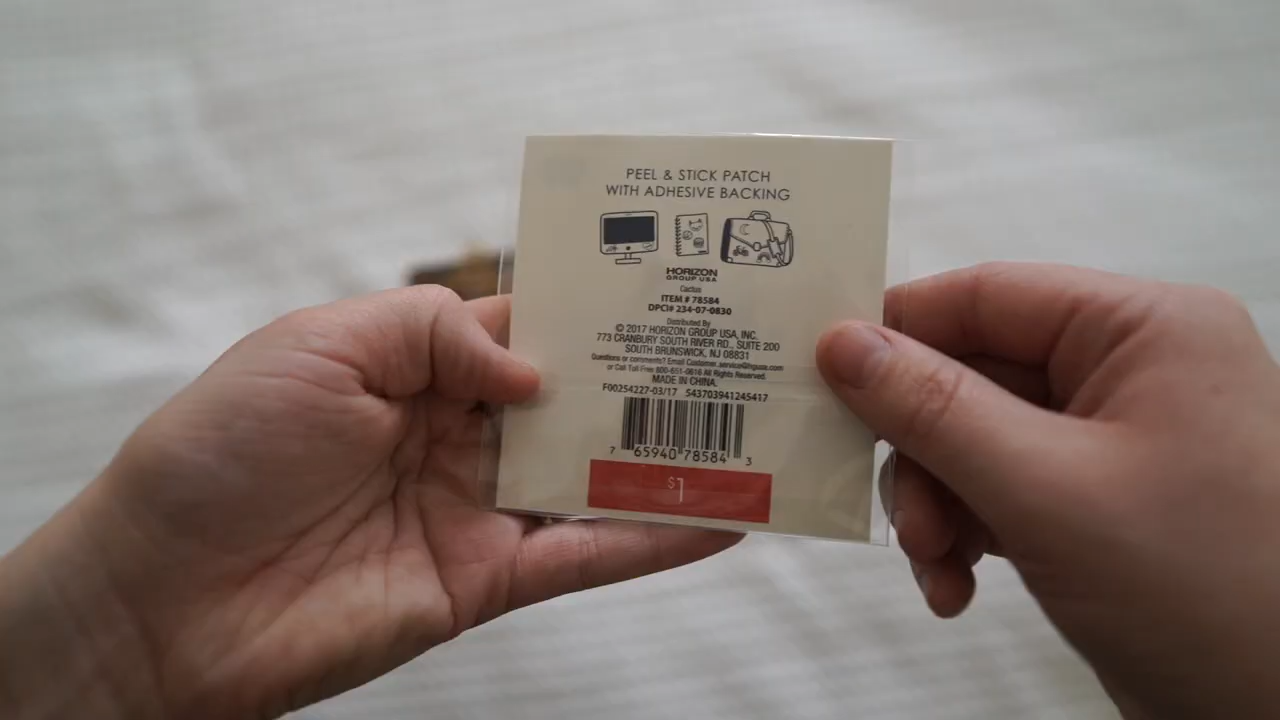 PEEL & STICK PATCH
WITH ADHESIVE BACKING
HORIZON
GROUP USA
Cactus
ITEM # 78584
DPCI# 234-07-0830
Distributed By
© 2017 HORIZON GROUP USA, INC.
773 CRANBURY SOUTH RIVER RD., SUITE 200
SOUTH BRUNSWICK, NJ 08831
Questions or comments? Email Customer.service@hgusa.com
or Call Toll Free 800-651-0616 All Rights Reserved.
MADE IN CHINA.
F00254227-03/17 543703941245417
7 65940 78584 3
$1